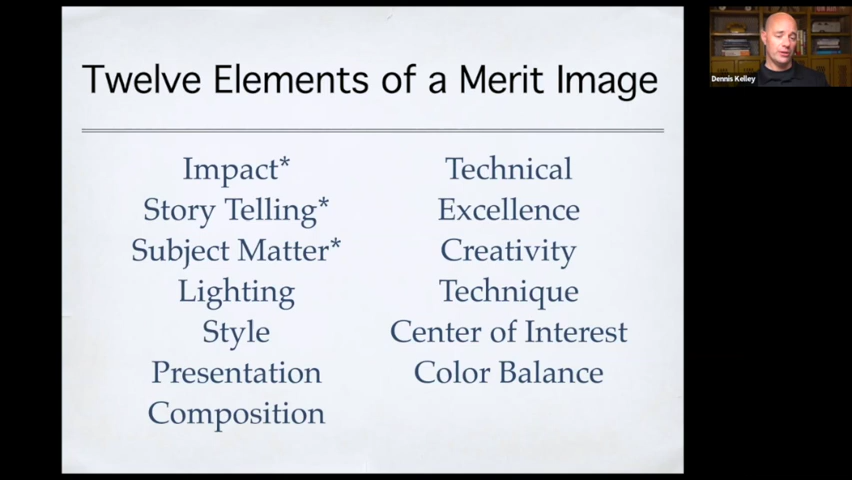 Twelve Elements of a Merit Image
Impact*
Story Telling*
Subject Matter*
Lighting
Style
Presentation
Composition
Technical
Excellence
Creativity
Technique
Center of Interest
Color Balance
Dennis Kelley